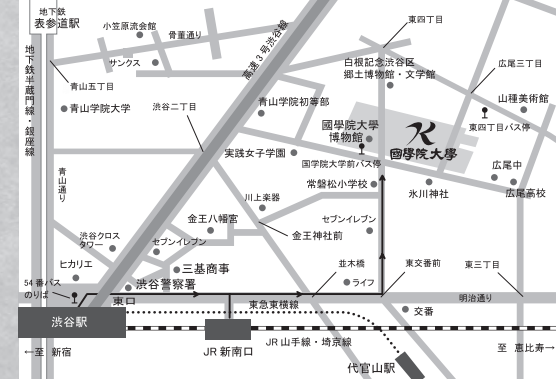 地下鉄
表参道駅
小笠原流会館
骨董通り
サンクス
高速3号渋谷線
東四丁目
白根記念渋谷区
郷土博物館・文学館
広尾三丁目
地下鉄半蔵門線・銀座線
青山五丁目
青山学院大学
渋谷二丁目
青山学院初等部
山種美術館
東四丁目バス停
國學院大學
博物館
國學院大學
実践女子学園
国学院大学前バス停
広尾中
青山通り
常磐松小学校
氷川神社
広尾高校
川上楽器
金王八幡宮
セブンイレブン
渋谷クロス
タワー
セブンイレブン
金王神社前
ヒカリエ
三基商事
並木橋
東交番前
東三丁目
54番バス
のりば
渋谷警察署
ライフ
東口
東急東横線
明治通り
交番
渋谷駅
JR 新南口
JR 山手線・埼京線
←至 新宿
至 恵比寿→
代官山駅